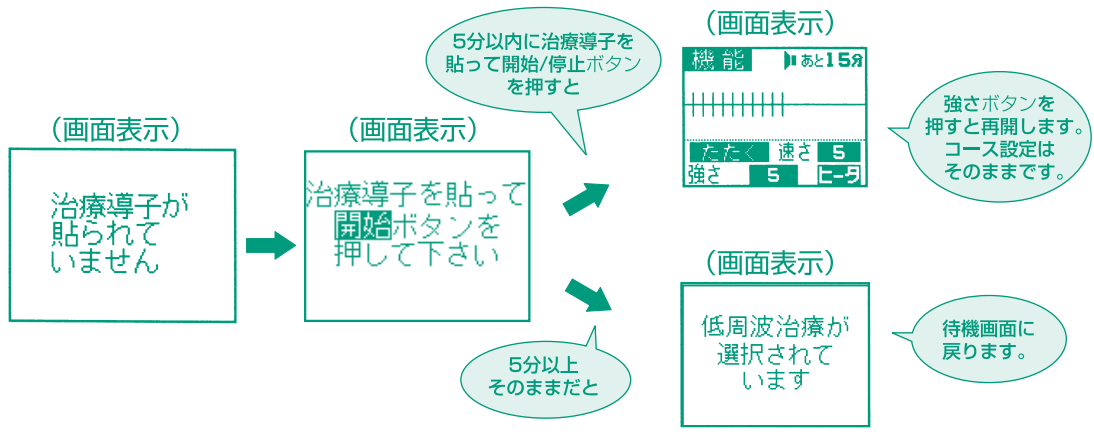 （画面表示）
治療導子が
貼られて
いません
（画面表示）
治療導子を貼って
開始ボタンを
押して下さい
5分以内に治療導子を
貼って開始/停止ボタン
を押すと
（画面表示）
機能 あと15分
たたく 速さ 5
強さ 5 ヒータ
強さボタンを
押すと再開します。
コース設定は
そのままです。
5分以上
そのままだと
（画面表示）
低周波治療が
選択されて
います
待機画面に
戻ります。